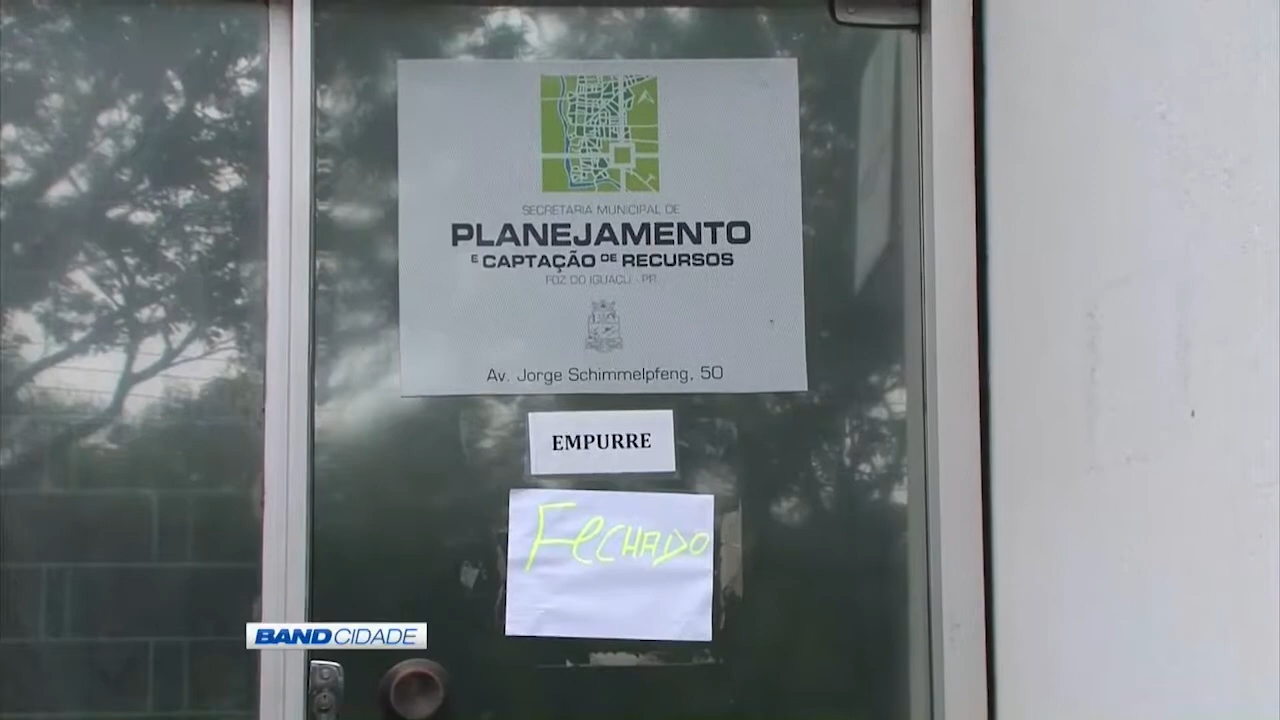 SECRETARIA MUNICIPAL DE
PLANEJAMENTO
E CAPTAÇÃO DE RECURSOS
FOZ DO IGUAÇU - PR
Av. Jorge Schimmelpfeng, 50
EMPURRE
FECHADO
BAND CIDADE